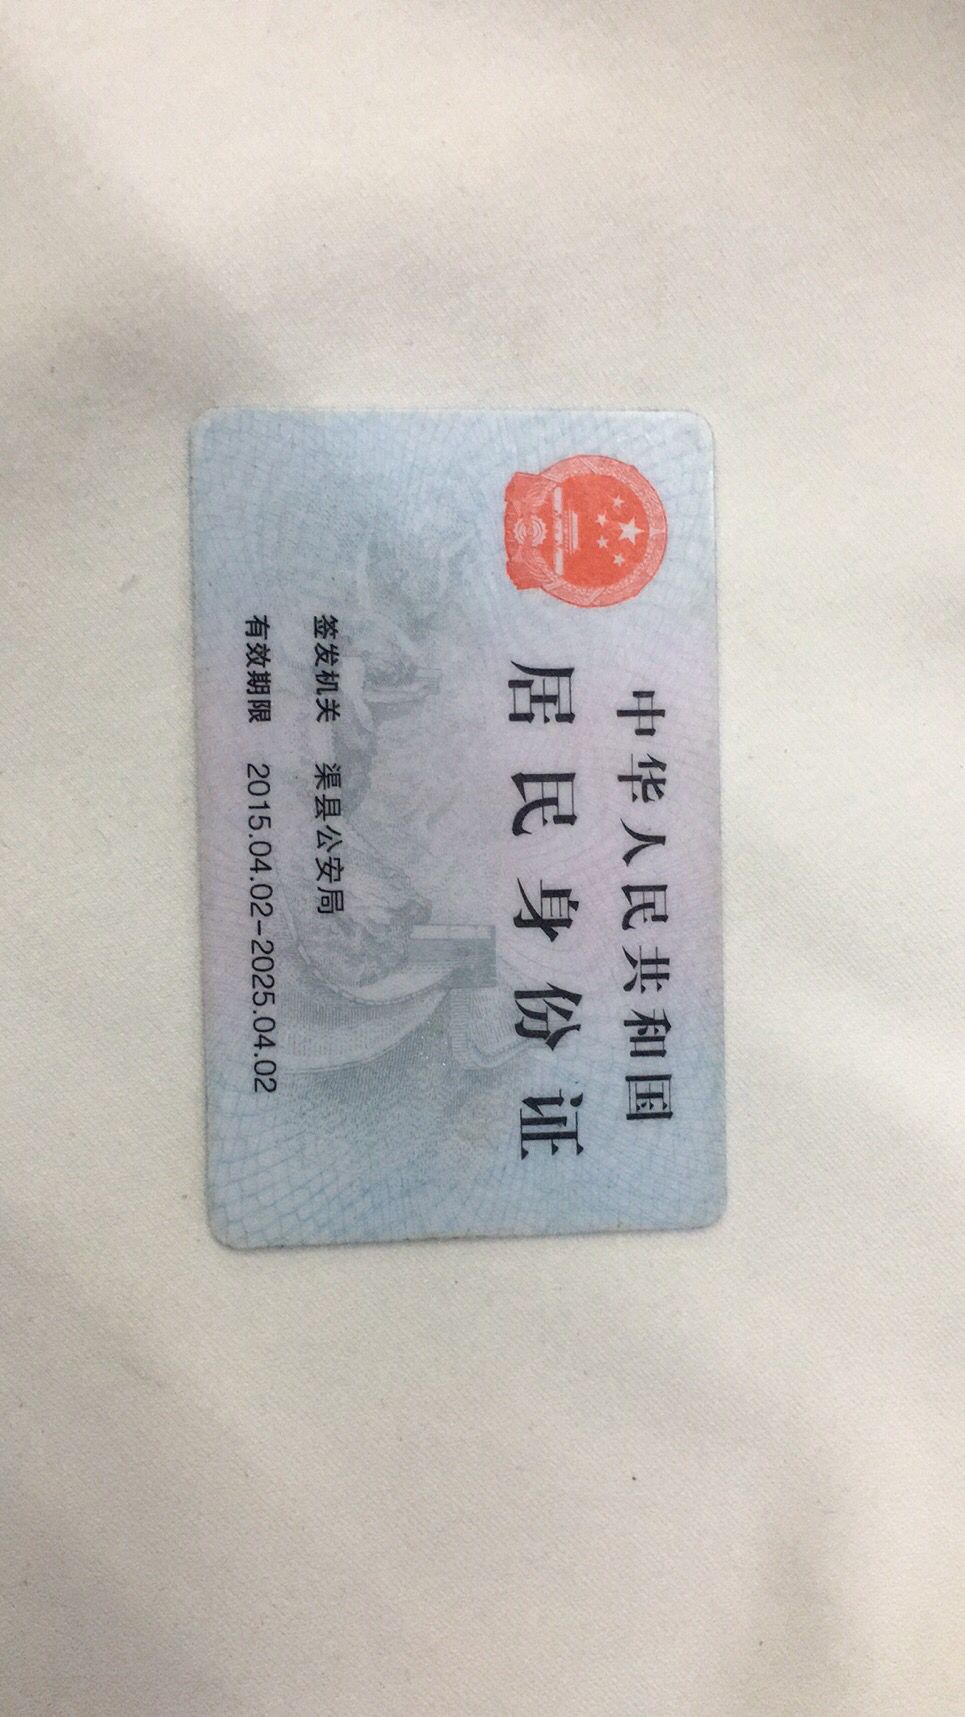 中华人民共和国
居民身份证
签发机关 渠县公安局
有效期限 2015.04.02-2025.04.02